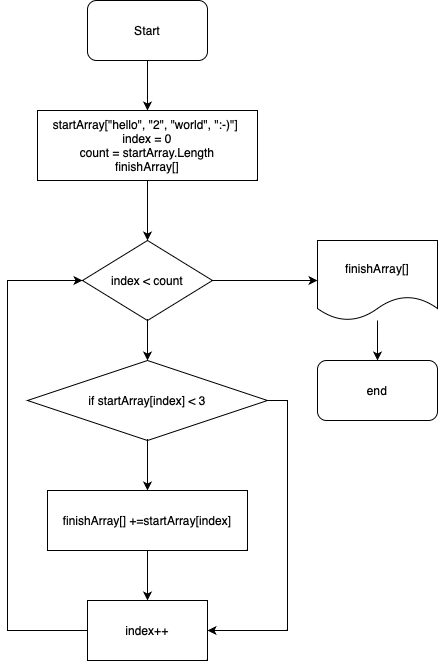 Start
startArray["hello", "2", "world", ":-)"]
index = 0
count = startArray.Length
finishArray[]
index < count
finishArray[]
if startArray[index] < 3
end
finishArray[] +=startArray[index]
index++